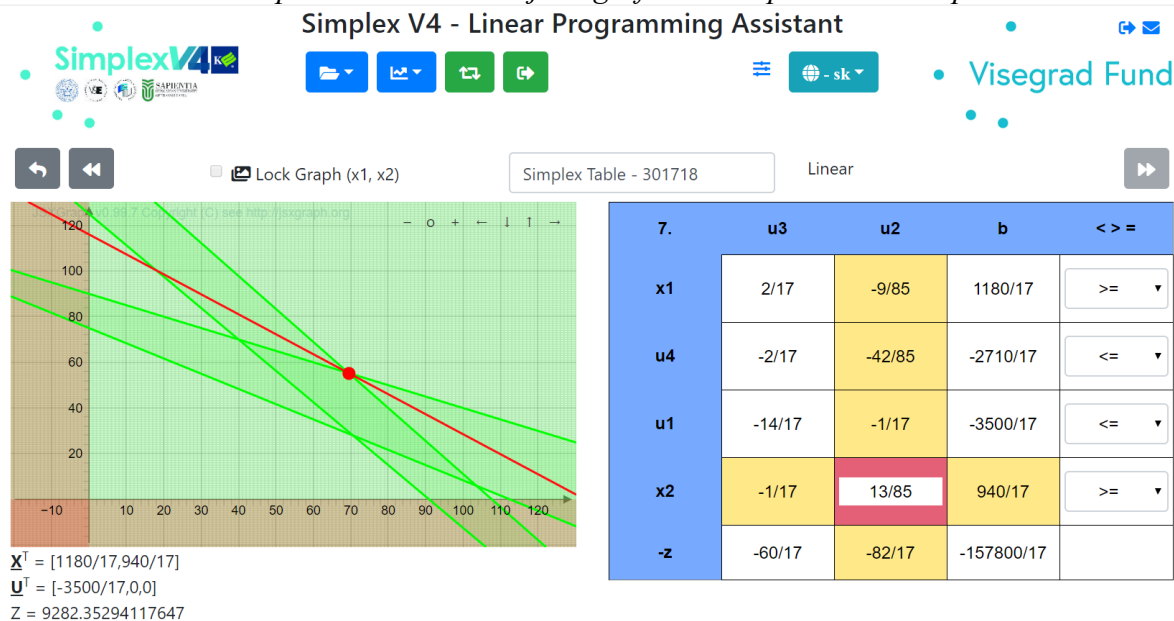 Simplex V4 - Linear Programming Assistant
SimplexV4
SAPIENTIA
- sk
Visegrad Fund
Lock Graph (x1, x2)
Simplex Table - 301718
Linear
− o + ← ↓ ↑ →
120
100
80
60
40
20
−10 10 20 30 40 50 60 70 80 90 100 110 120
7. u3 u2 b < > =
x1 2/17 -9/85 1180/17 >=
u4 -2/17 -42/85 -2710/17 <=
u1 -14/17 -1/17 -3500/17 <=
x2 -1/17 13/85 940/17 >=
-z -60/17 -82/17 -157800/17
X^T = [1180/17,940/17]
U^T = [-3500/17,0,0]
Z = 9282.35294117647